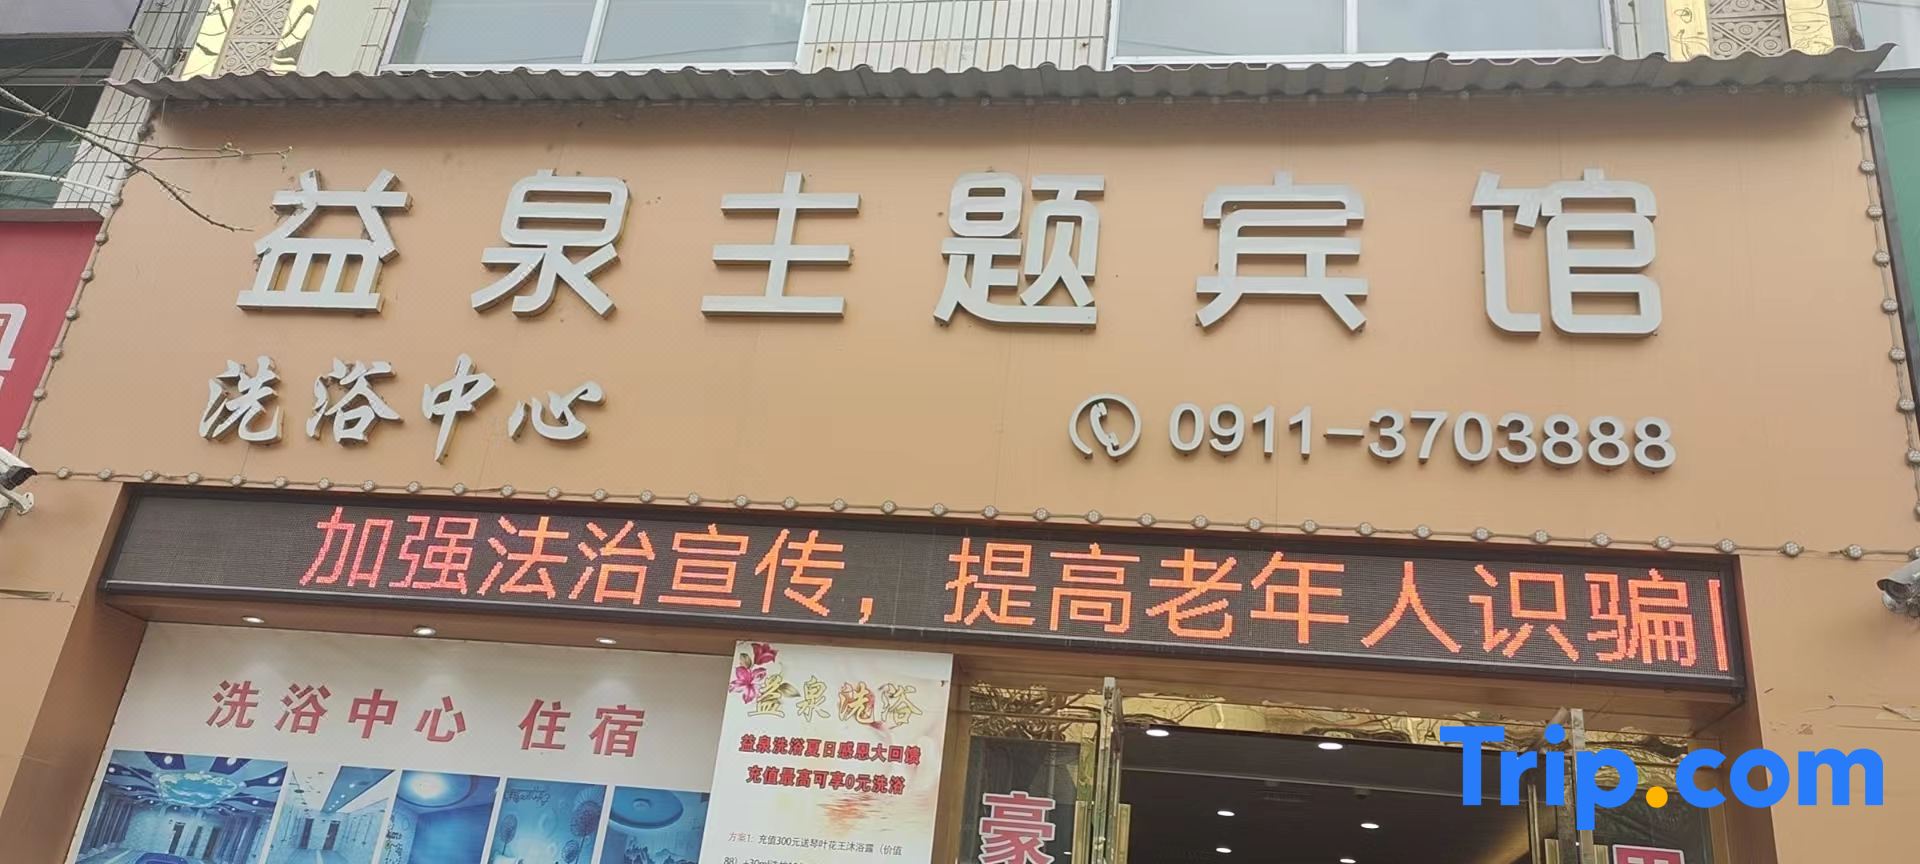 益泉主题宾馆
洗浴中心
0911-3703888
加强法治宣传，提高老年人识骗
洗浴中心 住宿
益泉洗浴
益泉洗浴夏日感恩大回馈
充值最高可享0元洗浴
方案1：充值300元送琴叶花王沐浴露（价值
豪
Trip.com